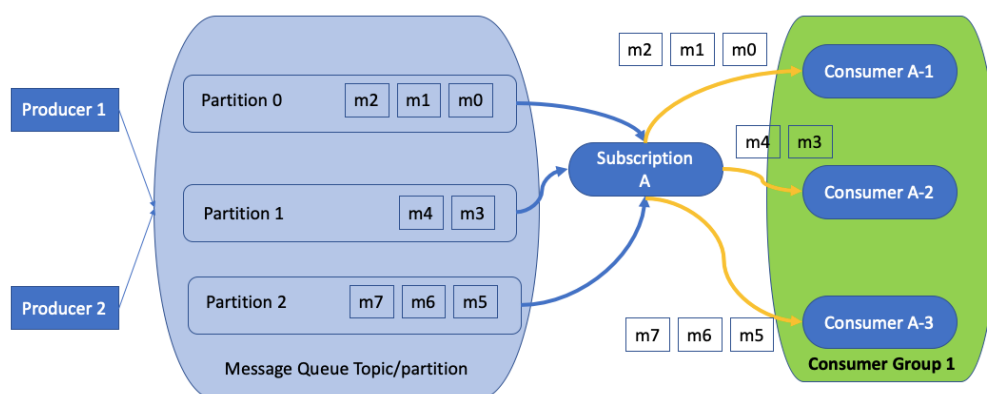 Producer 1
Producer 2
Partition 0
m2 m1 m0
Partition 1
m4 m3
Partition 2
m7 m6 m5
Message Queue Topic/partition
Subscription
A
m2 m1 m0
m4 m3
m7 m6 m5
Consumer A-1
Consumer A-2
Consumer A-3
Consumer Group 1